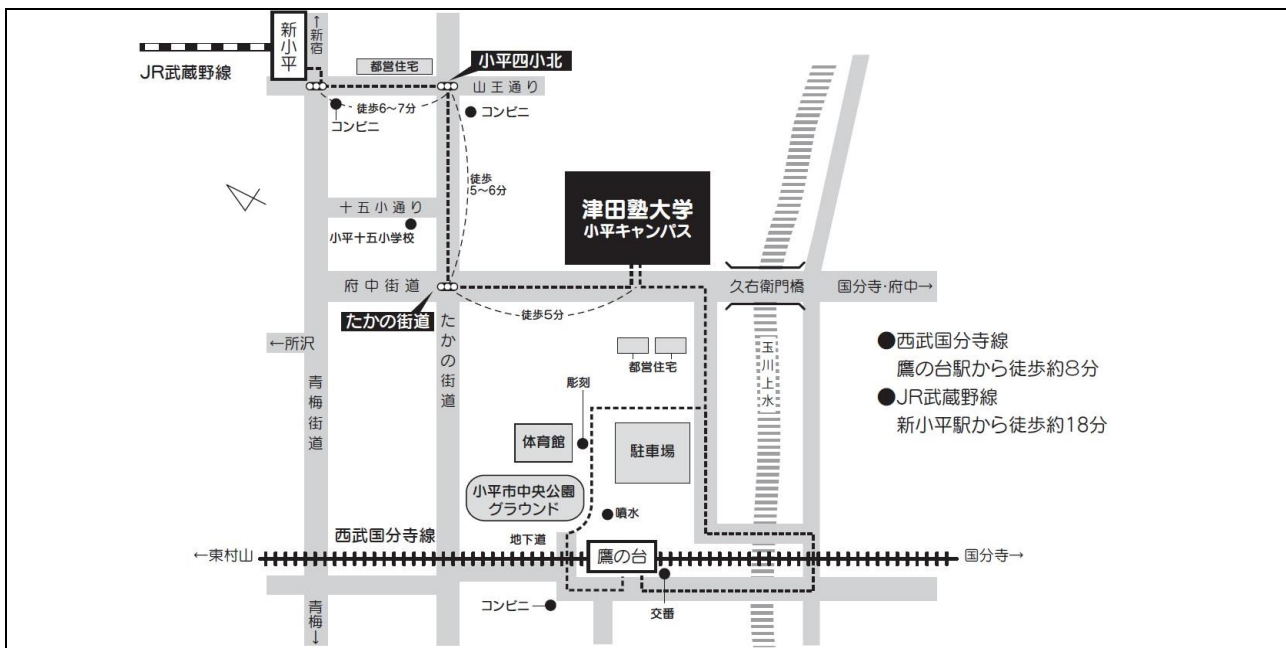 新小平
↑新宿
JR武蔵野線
都営住宅
小平四小北
山王通り
徒歩6〜7分
コンビニ
コンビニ
徒歩
5〜6分
十五小通り
小平十五小学校
津田塾大学
小平キャンパス
府中街道
久右衛門橋
国分寺・府中→
たかの街道
徒歩5分
←所沢
たかの街道
青梅街道
都営住宅
玉川上水
●西武国分寺線
鷹の台駅から徒歩約8分
●JR武蔵野線
新小平駅から徒歩約18分
彫刻
体育館
駐車場
小平市中央公園
グラウンド
噴水
西武国分寺線
地下道
←東村山
鷹の台
国分寺→
コンビニ
交番
青梅↓